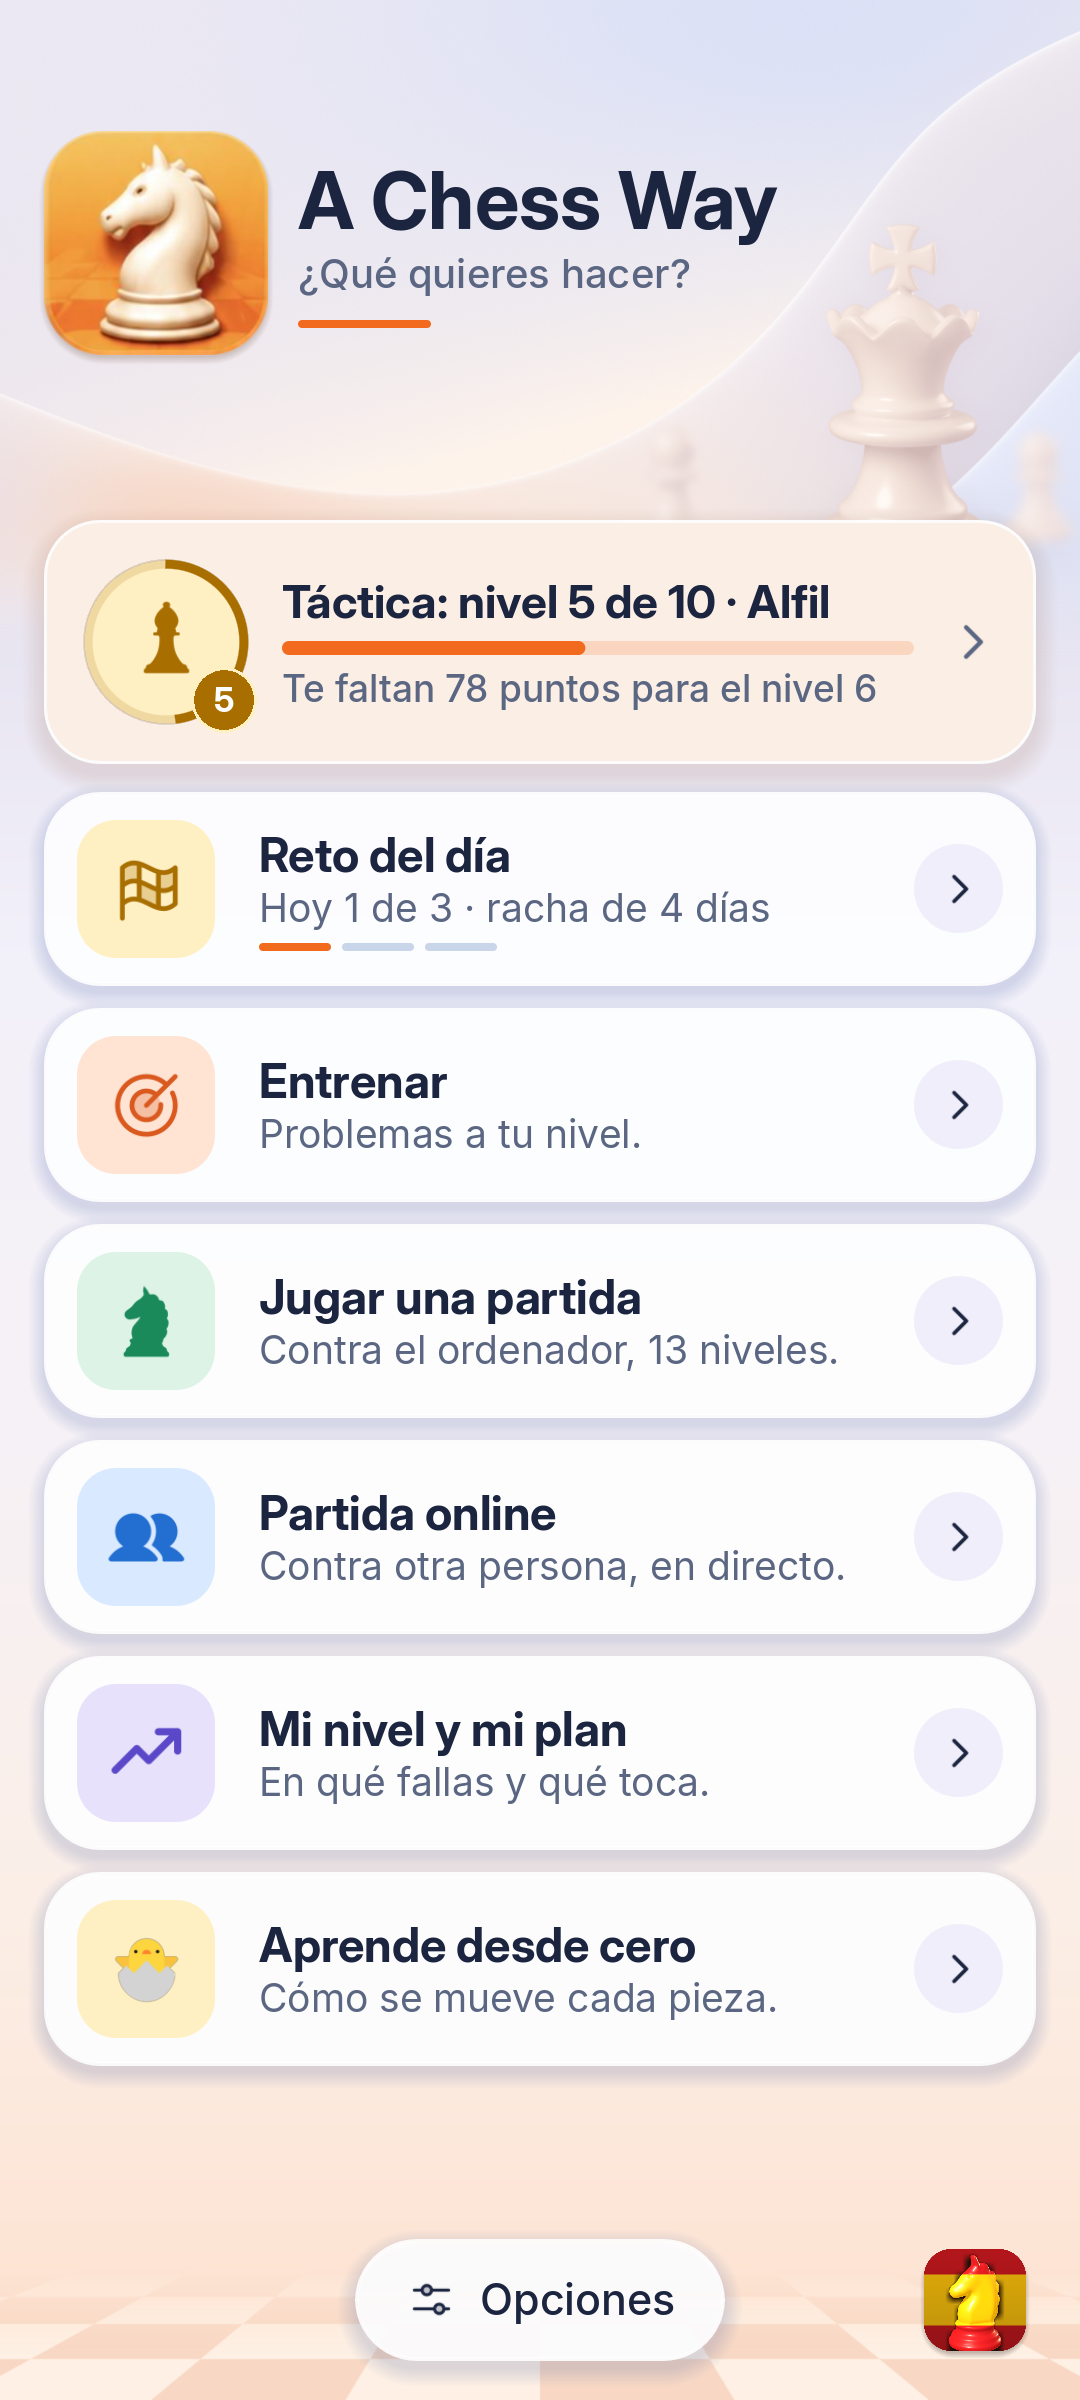 A Chess Way
¿Qué quieres hacer?
Táctica: nivel 5 de 10 · Alfil
5
Te faltan 78 puntos para el nivel 6
Reto del día
Hoy 1 de 3 · racha de 4 días
Entrenar
Problemas a tu nivel.
Jugar una partida
Contra el ordenador, 13 niveles.
Partida online
Contra otra persona, en directo.
Mi nivel y mi plan
En qué fallas y qué toca.
Aprende desde cero
Cómo se mueve cada pieza.
Opciones